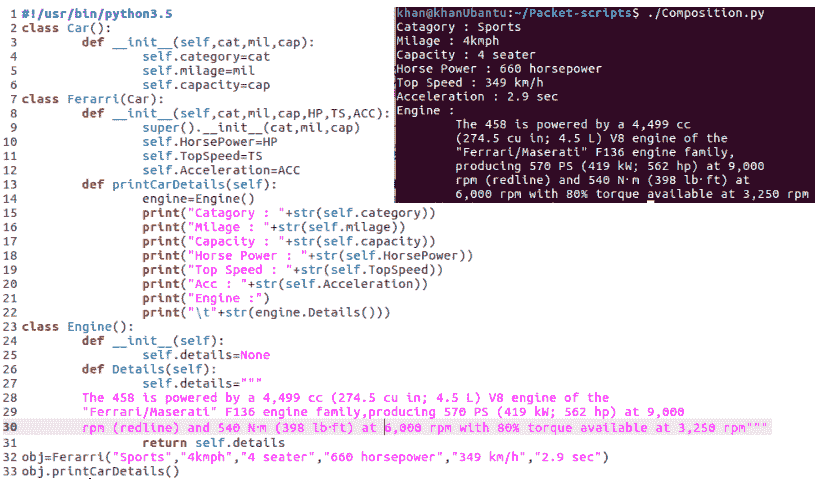 1 #!/usr/bin/python3.5
2 class Car():
3 def __init__(self,cat,mil,cap):
4 self.category=cat
5 self.milage=mil
6 self.capacity=cap
7 class Ferarri(Car):
8 def __init__(self,cat,mil,cap,HP,TS,ACC):
9 super().__init__(cat,mil,cap)
10 self.HorsePower=HP
11 self.TopSpeed=TS
12 self.Acceleration=ACC
13 def printCarDetails(self):
14 engine=Engine()
15 print("Catagory : "+str(self.category))
16 print("Milage : "+str(self.milage))
17 print("Capacity : "+str(self.capacity))
18 print("Horse Power : "+str(self.HorsePower))
19 print("Top Speed : "+str(self.TopSpeed))
20 print("Acc : "+str(self.Acceleration))
21 print("Engine :")
22 print("\t"+str(engine.Details()))
23 class Engine():
24 def __init__(self):
25 self.details=None
26 def Details(self):
27 self.details="""
28 The 458 is powered by a 4,499 cc (274.5 cu in; 4.5 L) V8 engine of the
29 "Ferrari/Maserati" F136 engine family,producing 570 PS (419 kW; 562 hp) at 9,000
30 rpm (redline) and 540 N·m (398 lb·ft) at 6,000 rpm with 80% torque available at 3,250 rpm"""
31 return self.details
32 obj=Ferarri("Sports","4kmph","4 seater","660 horsepower","349 km/h","2.9 sec")
33 obj.printCarDetails()
khan@khanUbantu:~/Packet-scripts$ ./Composition.py
Catagory : Sports
Milage : 4kmph
Capacity : 4 seater
Horse Power : 660 horsepower
Top Speed : 349 km/h
Acceleration : 2.9 sec
Engine :
The 458 is powered by a 4,499 cc
(274.5 cu in; 4.5 L) V8 engine of the
"Ferrari/Maserati" F136 engine family,
producing 570 PS (419 kW; 562 hp) at 9,000
rpm (redline) and 540 N·m (398 lb·ft) at
6,000 rpm with 80% torque available at 3,250 rpm